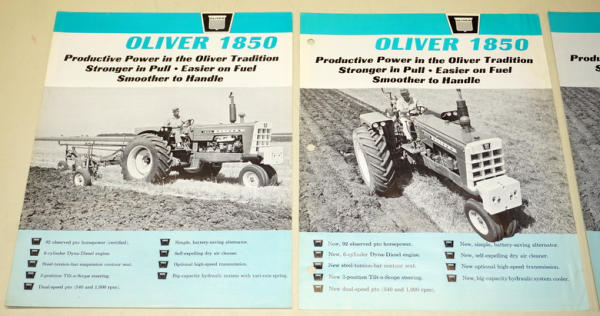 OLIVER
OLIVER 1850
Productive Power in the Oliver Tradition
Stronger in Pull • Easier on Fuel
Smoother to Handle
92 observed pto horsepower (certified).
6-cylinder Dyna-Diesel engine.
Steel-torsion-bar suspension contour seat.
2-position Tilt-o-Scope steering.
Dual-speed pto (540 and 1,000 rpm).
Simple, battery-saving alternator.
Self-expelling dry air cleaner.
Optional high-speed transmission.
Big-capacity hydraulic system with vari-rate spring.
OLIVER
OLIVER 1850
Productive Power in the Oliver Tradition
Stronger in Pull • Easier on Fuel
Smoother to Handle
New, 92 observed pto horsepower.
New, 6-cylinder Dyna-Diesel engine.
New steel-torsion-bar contour seat.
New 2-position Tilt-o-Scope steering.
New dual-speed pto (540 and 1,000 rpm).
New, simple, battery-saving alternator.
New, self-expelling dry air cleaner.
New optional high-speed transmission.
New, big-capacity hydraulic system cooler.
Produc
Str